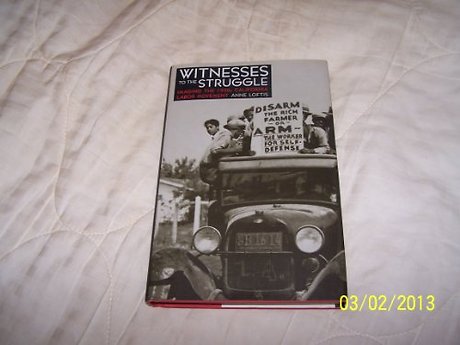 WITNESSES
TO THE STRUGGLE
IMAGING THE 1930s CALIFORNIA
LABOR MOVEMENT ANNE LOFTIS
DISARM
THE RICH
FARMER
-OR-
ARM-
THE WORKER
FOR SELF-
DEFENSE
03/02/2013